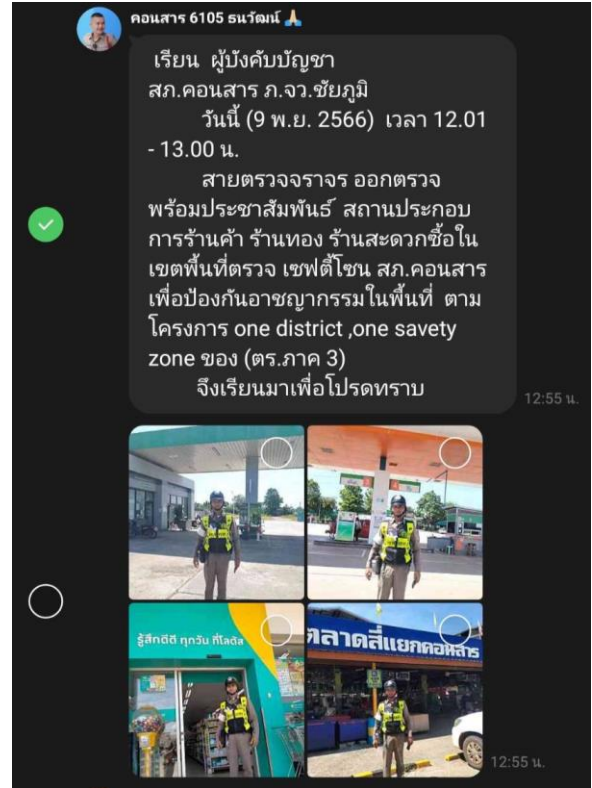 คอนสาร 6105 ธนวัฒน์ 🙏🏻
เรียน ผู้บังคับบัญชา
สภ.คอนสาร ภ.จว.ชัยภูมิ
วันนี้ (9 พ.ย. 2566) เวลา 12.01
- 13.00 น.
สายตรวจจราจร ออกตรวจ
พร้อมประชาสัมพันธ์ สถานประกอบ
การร้านค้า ร้านทอง ร้านสะดวกซื้อใน
เขตพื้นที่ตรวจ เซฟตี้โซน สภ.คอนสาร
เพื่อป้องกันอาชญากรรมในพื้นที่ ตาม
โครงการ one district ,one savety
zone ของ (ตร.ภาค 3)
จึงเรียนมาเพื่อโปรดทราบ
12:55 น.
รู้สึกดีดี ทุกวัน ที่โลตัส
ตลาดสี่แยกคอนสาร
12:55 น.